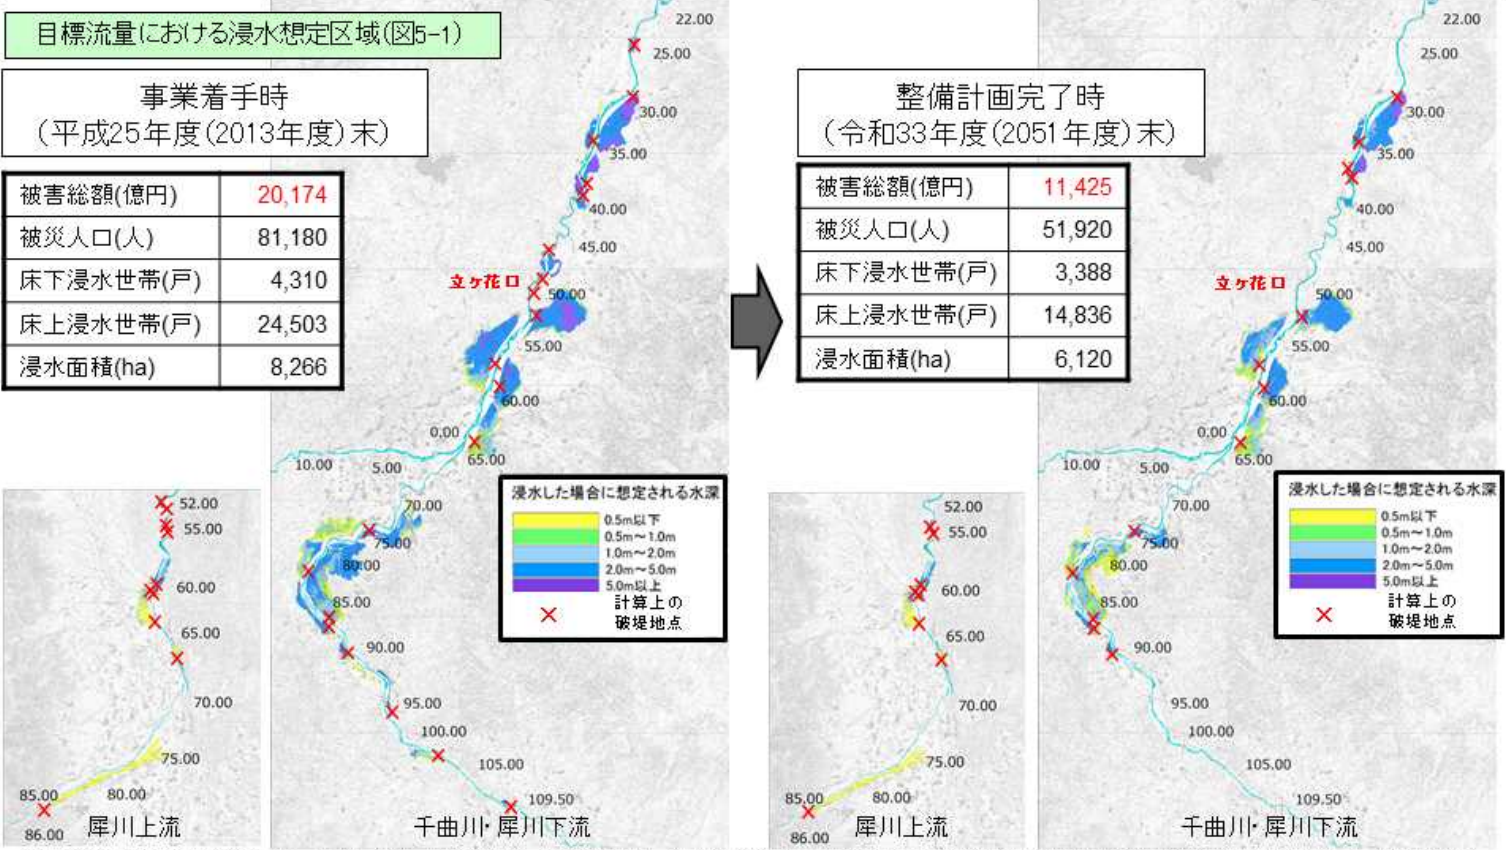 目標流量における浸水想定区域(図5-1)
事業着手時
(平成25年度(2013年度)末)
被害総額(億円) 20,174
被災人口(人) 81,180
床下浸水世帯(戸) 4,310
床上浸水世帯(戸) 24,503
浸水面積(ha) 8,266
22.00
25.00
30.00
35.00
40.00
45.00
立ヶ花口
50.00
55.00
60.00
0.00
65.00
10.00
5.00
70.00
75.00
80.00
85.00
90.00
95.00
100.00
105.00
109.50
千曲川・犀川下流
浸水した場合に想定される水深
0.5m以下
0.5m～1.0m
1.0m～2.0m
2.0m～5.0m
5.0m以上
計算上の
破堤地点
52.00
55.00
60.00
65.00
70.00
75.00
80.00
85.00
86.00
犀川上流
整備計画完了時
(令和33年度(2051年度)末)
被害総額(億円) 11,425
被災人口(人) 51,920
床下浸水世帯(戸) 3,388
床上浸水世帯(戸) 14,836
浸水面積(ha) 6,120
22.00
25.00
30.00
35.00
40.00
45.00
立ヶ花口
50.00
55.00
60.00
0.00
65.00
10.00
5.00
70.00
75.00
80.00
85.00
90.00
95.00
100.00
105.00
109.50
千曲川・犀川下流
浸水した場合に想定される水深
0.5m以下
0.5m～1.0m
1.0m～2.0m
2.0m～5.0m
5.0m以上
計算上の
破堤地点
52.00
55.00
60.00
65.00
70.00
75.00
80.00
85.00
86.00
犀川上流